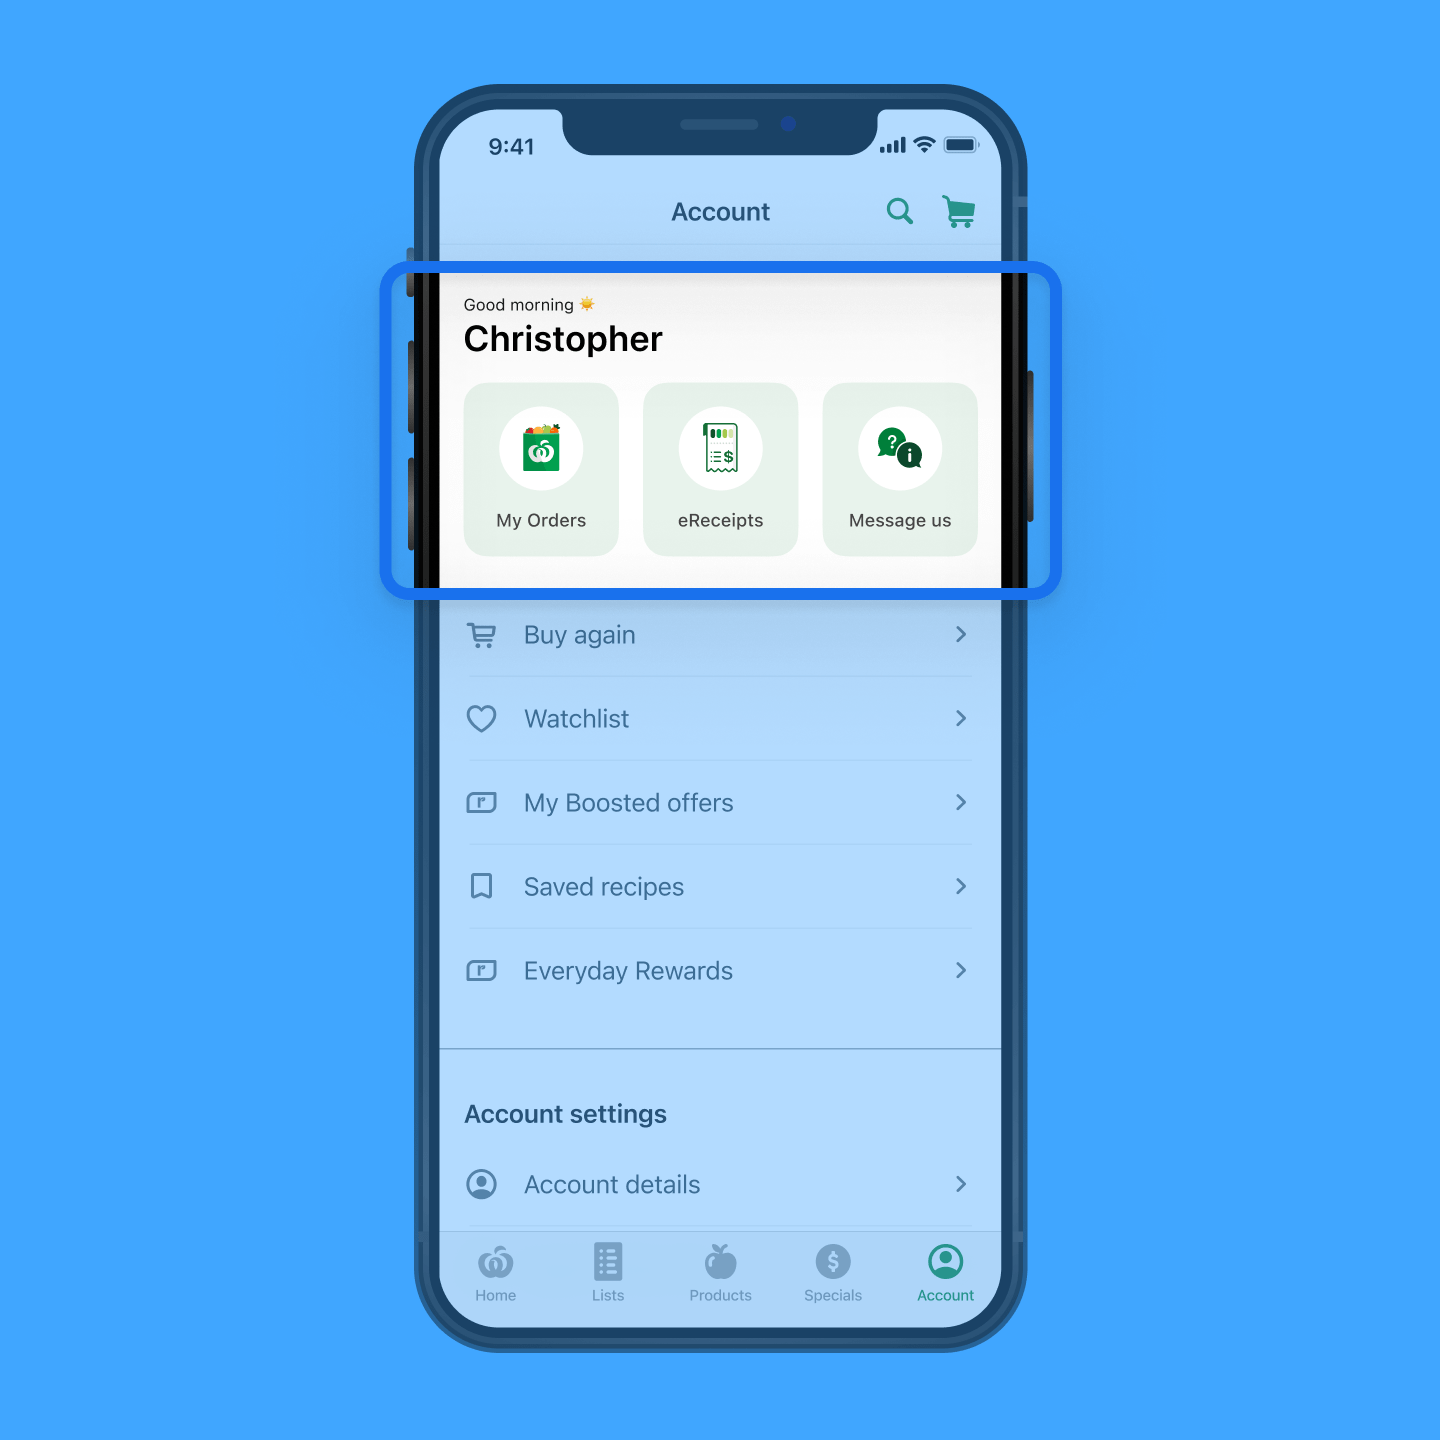 9:41
Account
Good morning ☀️
Christopher
My Orders
eReceipts
Message us
Buy again
Watchlist
My Boosted offers
Saved recipes
Everyday Rewards
Account settings
Account details
Home
Lists
Products
Specials
Account